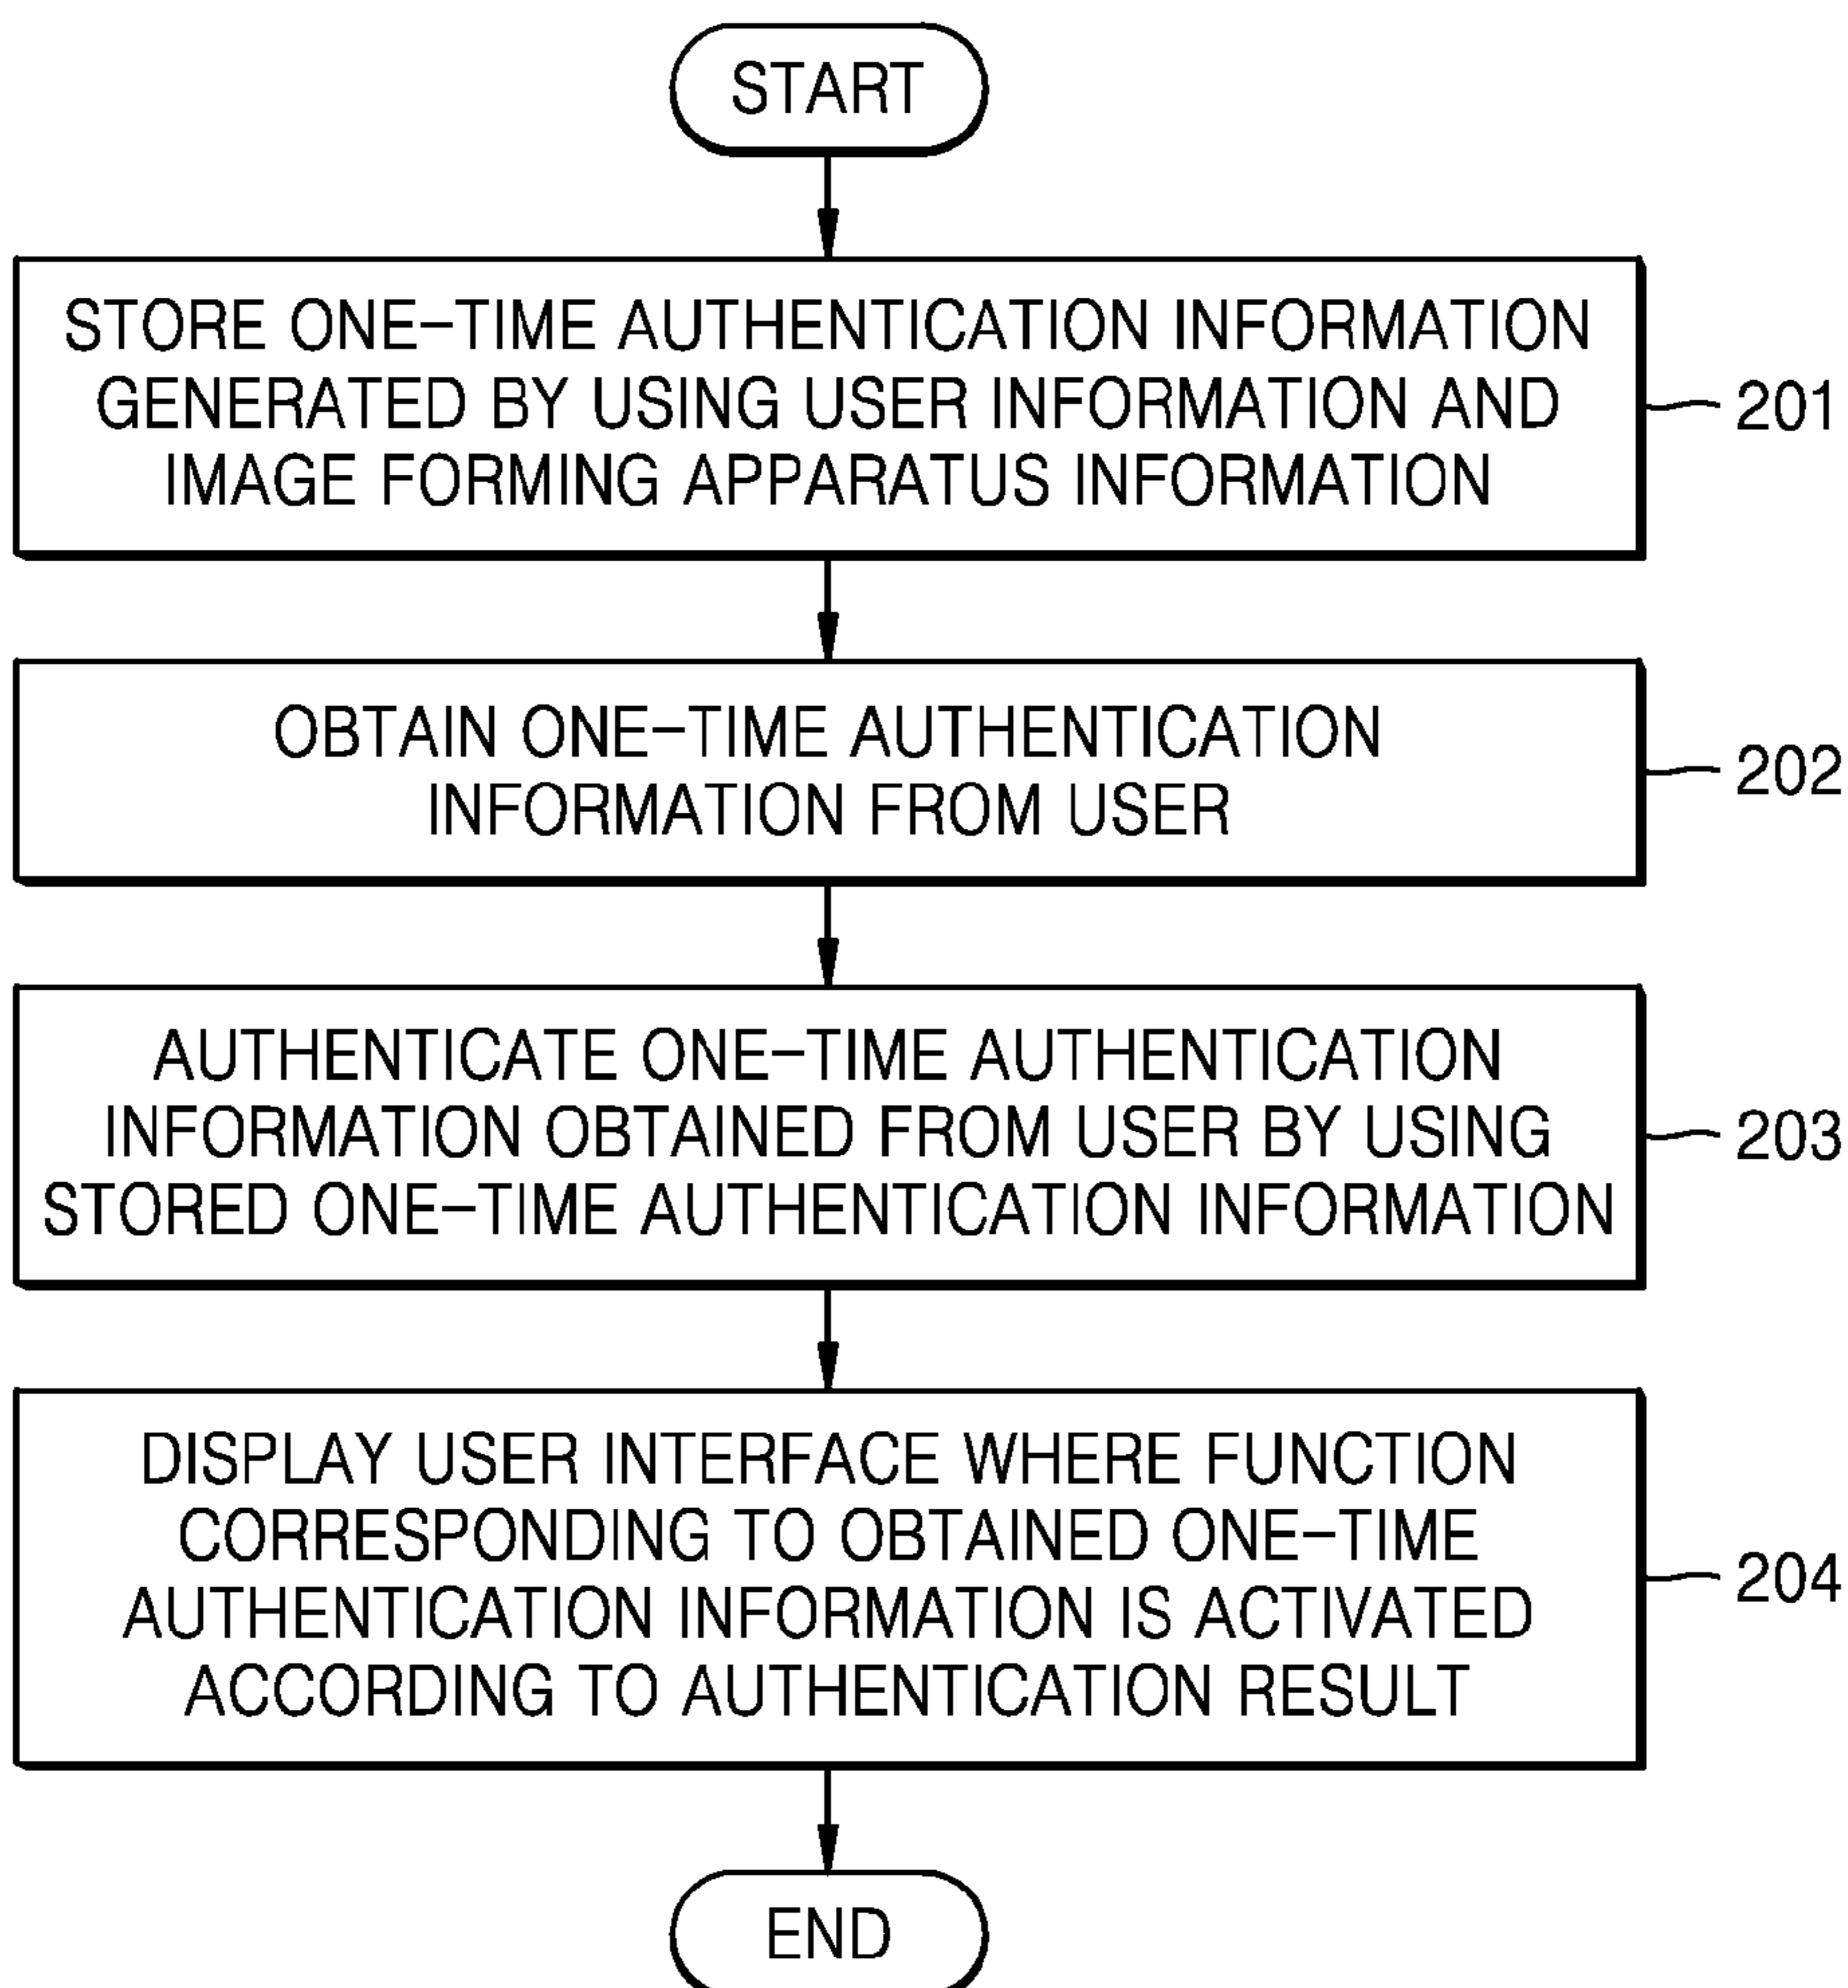 START
STORE ONE-TIME AUTHENTICATION INFORMATION
GENERATED BY USING USER INFORMATION AND
IMAGE FORMING APPARATUS INFORMATION
201
OBTAIN ONE-TIME AUTHENTICATION
INFORMATION FROM USER
202
AUTHENTICATE ONE-TIME AUTHENTICATION
INFORMATION OBTAINED FROM USER BY USING
STORED ONE-TIME AUTHENTICATION INFORMATION
203
DISPLAY USER INTERFACE WHERE FUNCTION
CORRESPONDING TO OBTAINED ONE-TIME
AUTHENTICATION INFORMATION IS ACTIVATED
ACCORDING TO AUTHENTICATION RESULT
204
END